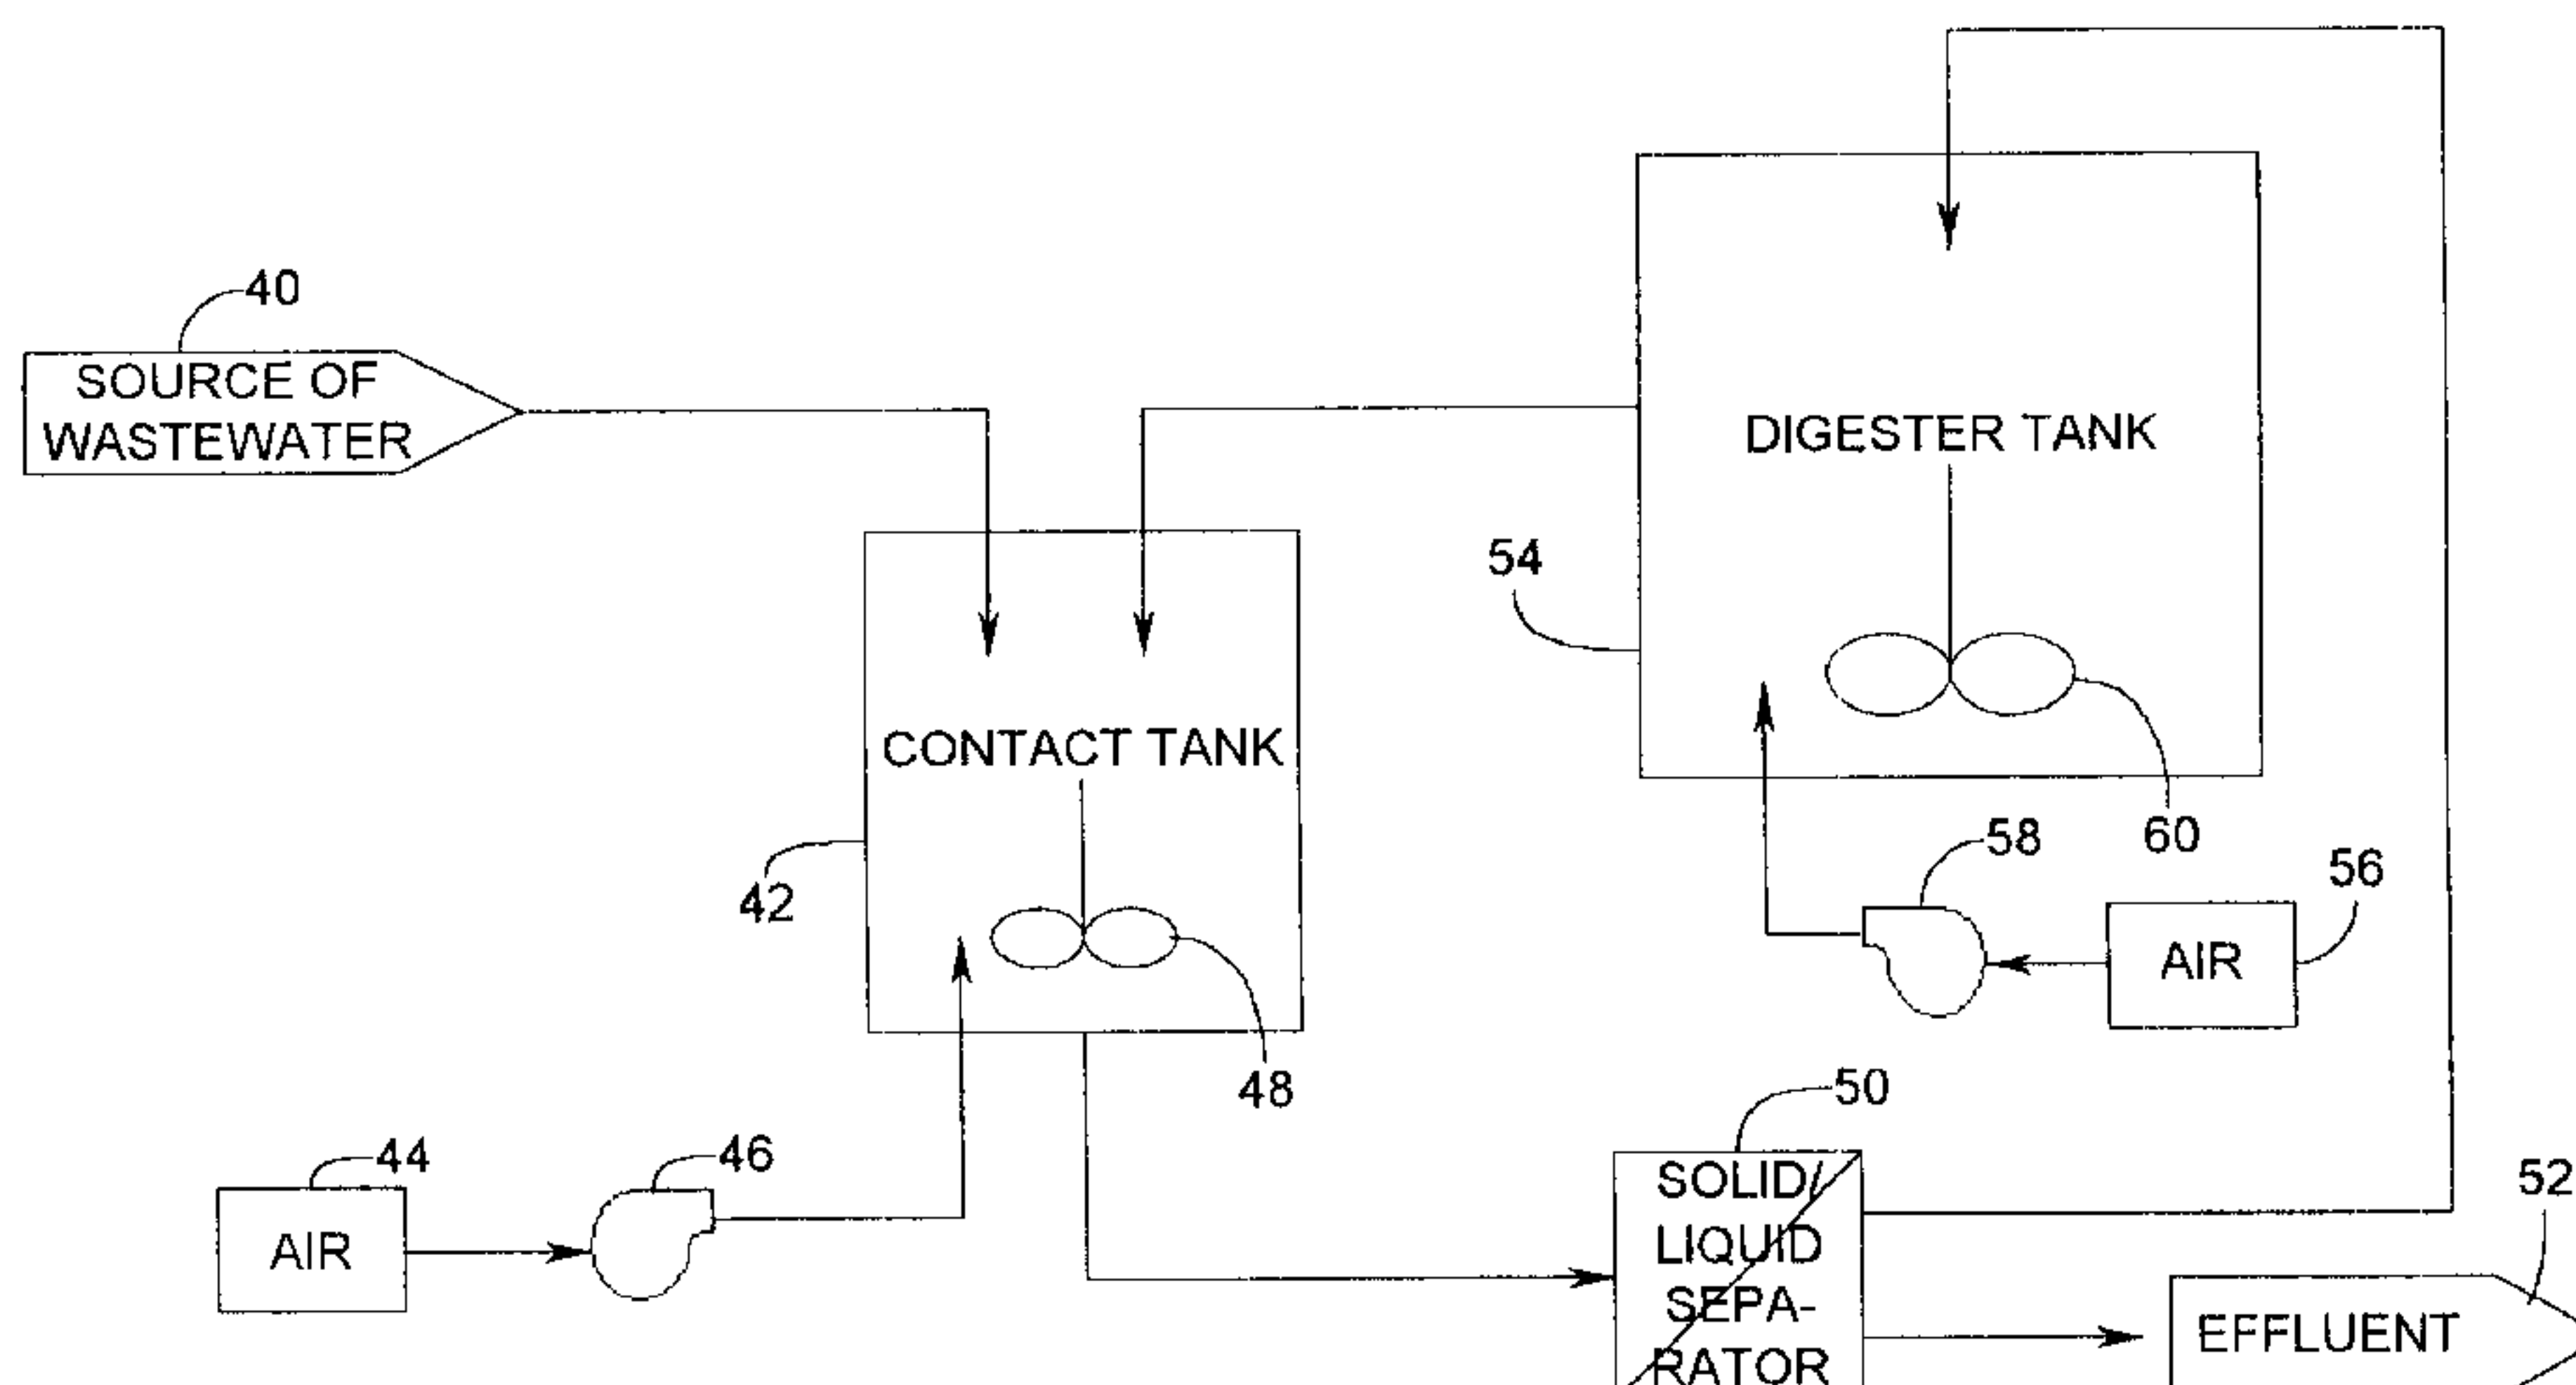 40
SOURCE OF
WASTEWATER
DIGESTER TANK
54
CONTACT TANK
60
58
56
42
AIR
48
50
44
46
SOLID/
LIQUID
SEPA-
RATOR
52
AIR
EFFLUENT